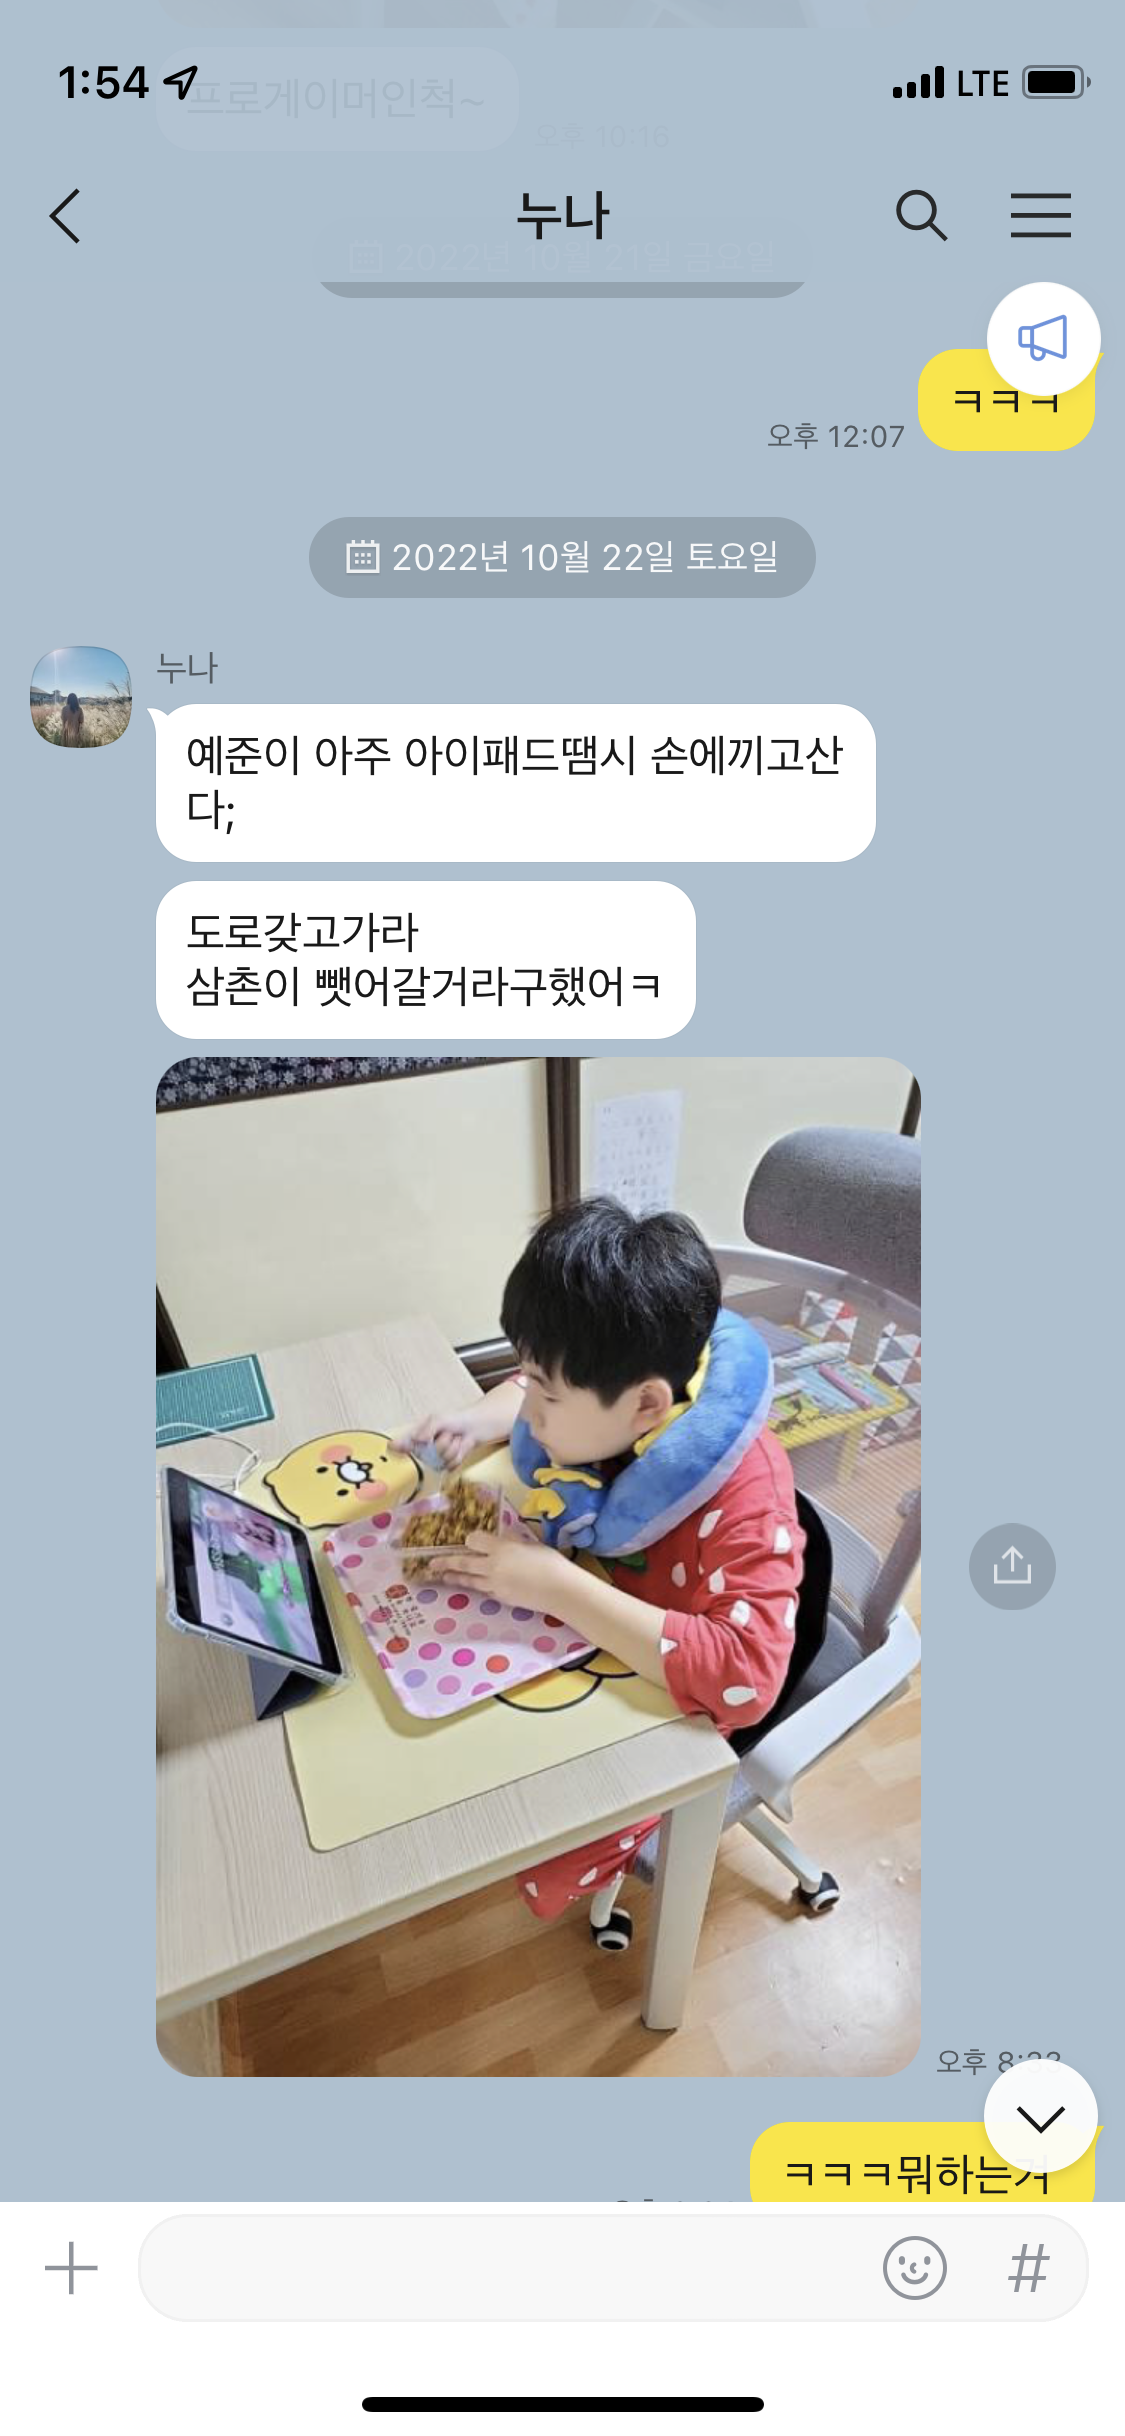 1:54
LTE
프로게이머인척~
오후 10:16
누나
2022년 10월 21일 금요일
ㅋㅋㅋ
오후 12:07
2022년 10월 22일 토요일
누나
예준이 아주 아이패드땜시 손에끼고산
다;
도로갖고가라
삼촌이 뺏어갈거라구했어ㅋ
오후 8:33
ㅋㅋㅋ뭐하는겨
#